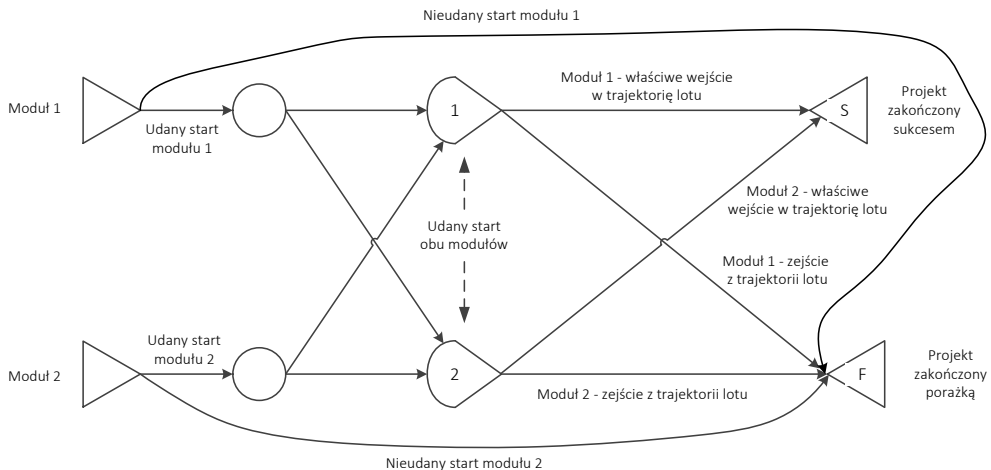 Nieudany start modułu 1
Moduł 1
Udany start
modułu 1
1
Moduł 1 - właściwe wejście
w trajektorię lotu
S
Projekt
zakończony
sukcesem
Moduł 2 - właściwe
wejście w trajektorię lotu
Udany start
obu modułów
Moduł 1 - zejście
z trajektorii lotu
Moduł 2
Udany start
modułu 2
2
Moduł 2 - zejście z trajektorii lotu
F
Projekt
zakończony
porażką
Nieudany start modułu 2